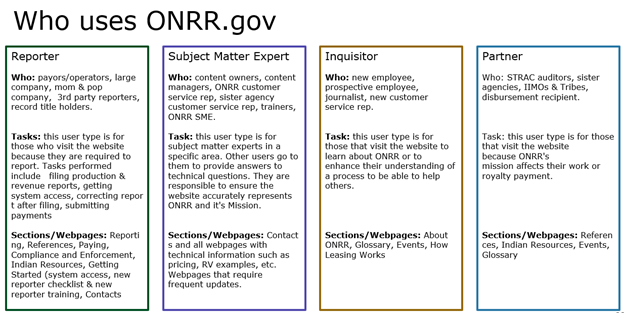 Who uses ONRR.gov
Reporter
Who: payors/operators, large
company, mom & pop
company,  3rd party reporters,
record title holders.
Tasks: this user type is for
those who visit the website
because they are required to
report. Tasks performed
include   filing production &
revenue reports, getting
system access, correcting repor
t after filing, submitting
payments
Sections/Webpages: Reporti
ng, References, Paying,
Compliance and Enforcement,
Indian Resources, Getting
Started (system access, new
reporter checklist & new
reporter training, Contacts
Subject Matter Expert
Who: content owners, content
managers, ONRR customer
service rep, sister agency
customer service rep, trainers,
ONRR SME.
Task: this user type is for
subject matter experts in a
specific area. Other users go to
them to provide answers to
technical questions. They are
responsible to ensure the
website accurately represents
ONRR and it's Mission.
Sections/Webpages: Contact
s and all webpages with
technical information such as
pricing, RV examples, etc.
Webpages that require
frequent updates.
Inquisitor
Who: new employee,
prospective employee,
journalist, new customer
service rep.
Task: this user type is for
those that visit the website to
learn about ONRR or to
enhance their understanding of
a process to be able to help
others.
Sections/Webpages: About
ONRR, Glossary, Events, How
Leasing Works
Partner
Who: STRAC auditors, sister
agencies, IIMOs & Tribes,
disbursement recipient.
Task: this user type is for those
that visit the website
because ONRR's
mission affects their work or
royalty payment.
Sections/Webpages: Referen
ces, Indian Resources, Events,
Glossary